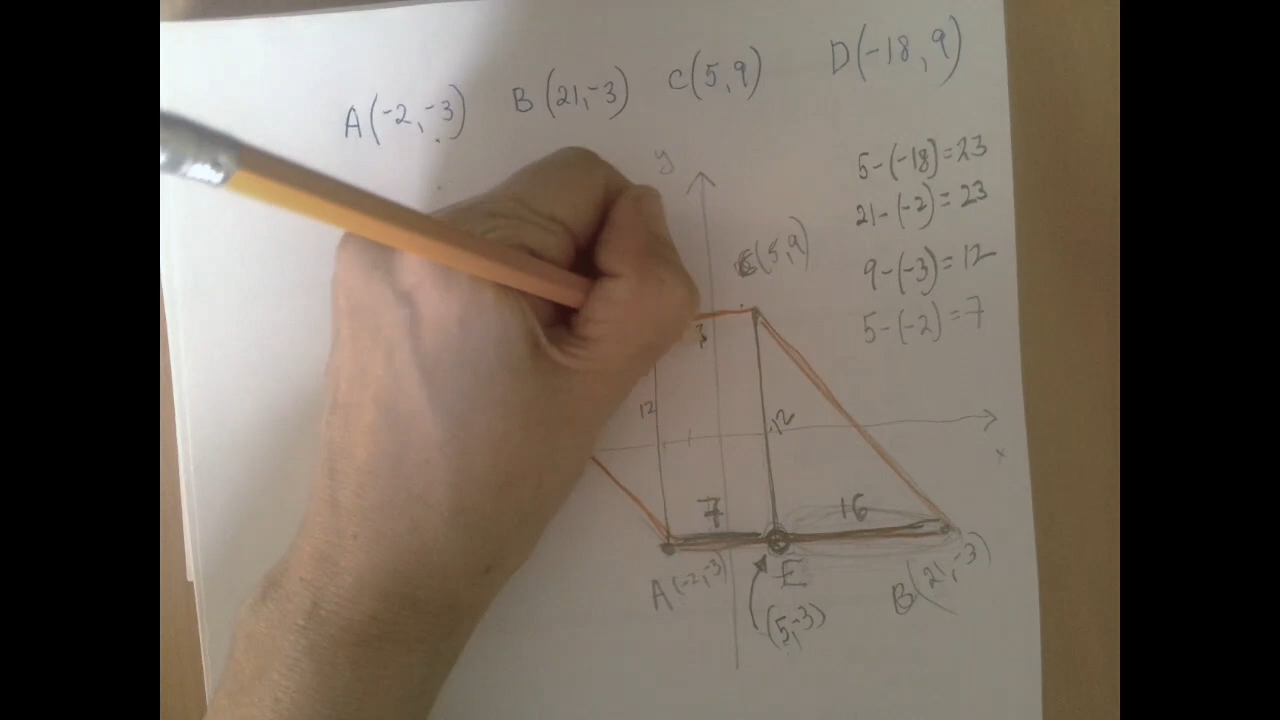 A(-2,-3) B(21,-3) C(5,9) D(-18,9)
y
5-(-18)=23
21-(-2)=23
9-(-3)=12
5-(-2)=7
C(5,9)
12
12
x
7
16
A(-2,-3)
E
B(21,-3)
(5,-3)